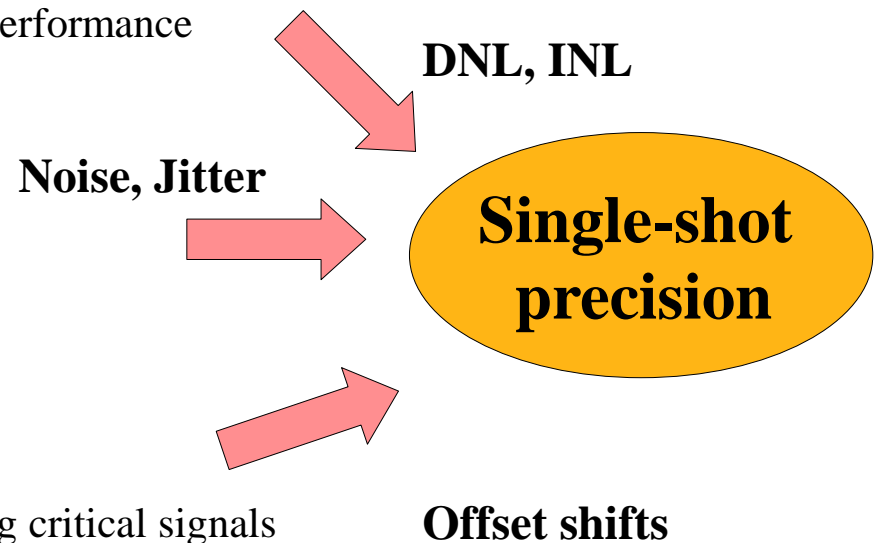 erformance
DNL, INL
Noise, Jitter
Single-shot
precision
g critical signals
Offset shifts